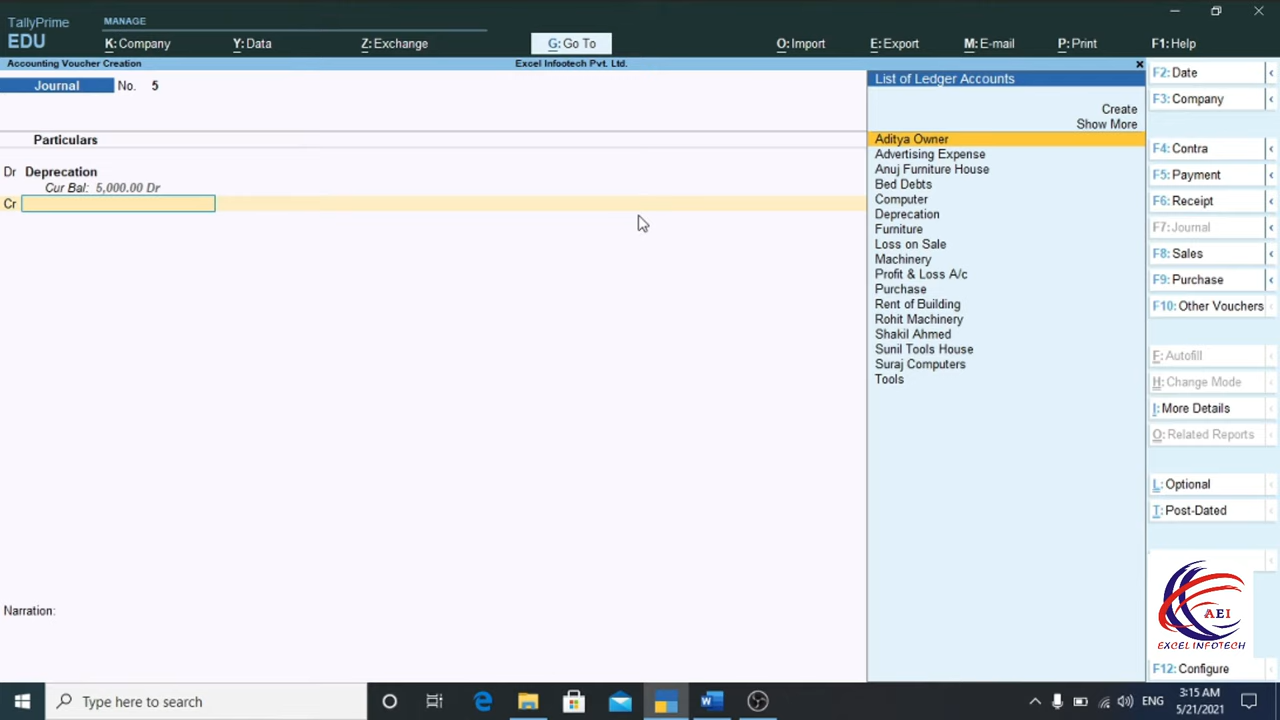 TallyPrime
EDU
MANAGE
K: Company
Y: Data
Z: Exchange
G: Go To
O: Import
E: Export
M: E-mail
P: Print
F1: Help
Accounting Voucher Creation
Excel Infotech Pvt. Ltd.
Journal No. 5
Particulars
Dr Deprecation
Cur Bal: 5,000.00 Dr
Cr
Narration:
List of Ledger Accounts
Create
Show More
Aditya Owner
Advertising Expense
Anuj Furniture House
Bed Debts
Computer
Deprecation
Furniture
Loss on Sale
Machinery
Profit & Loss A/c
Purchase
Rent of Building
Rohit Machinery
Shakil Ahmed
Sunil Tools House
Suraj Computers
Tools
F2: Date
F3: Company
F4: Contra
F5: Payment
F6: Receipt
F7: Journal
F8: Sales
F9: Purchase
F10: Other Vouchers
F: Autofill
H: Change Mode
I: More Details
O: Related Reports
L: Optional
T: Post-Dated
AEI
EXCEL INFOTECH
F12: Configure
Type here to search
ENG
3:15 AM
5/21/2021